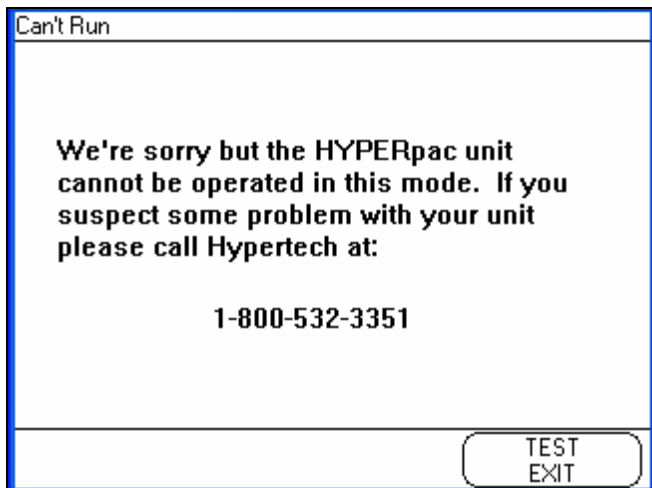 Can't Run
We're sorry but the HYPERpac unit
cannot be operated in this mode.  If you
suspect some problem with your unit
please call Hypertech at:
1-800-532-3351
TEST
EXIT